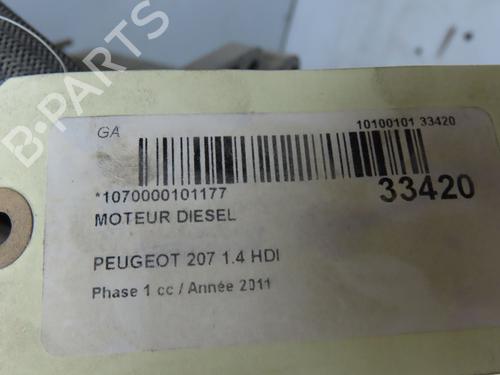 B-PARTS
GA
10100101 33420
*1070000101177
33420
MOTEUR DIESEL
PEUGEOT 207 1.4 HDI
Phase 1 cc / Année 2011